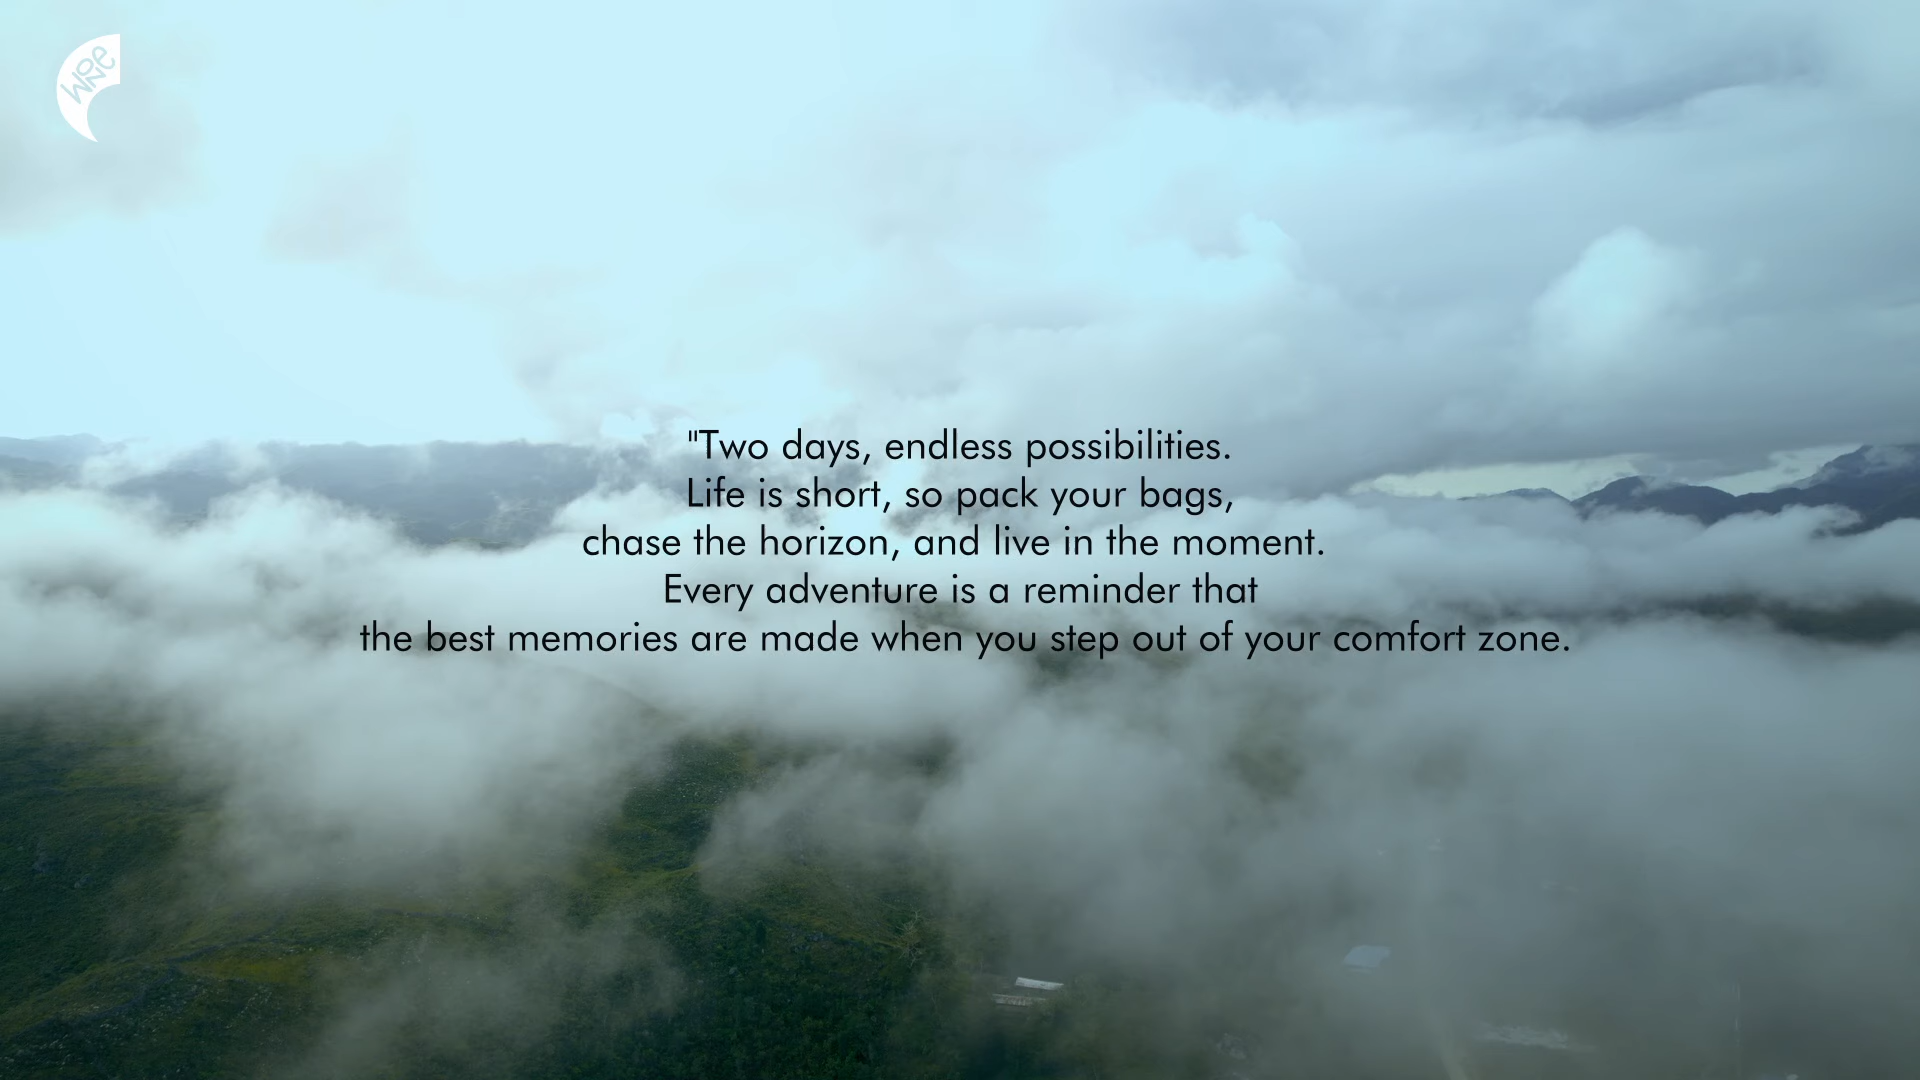 WONE
"Two days, endless possibilities.
Life is short, so pack your bags,
chase the horizon, and live in the moment.
Every adventure is a reminder that
the best memories are made when you step out of your comfort zone.